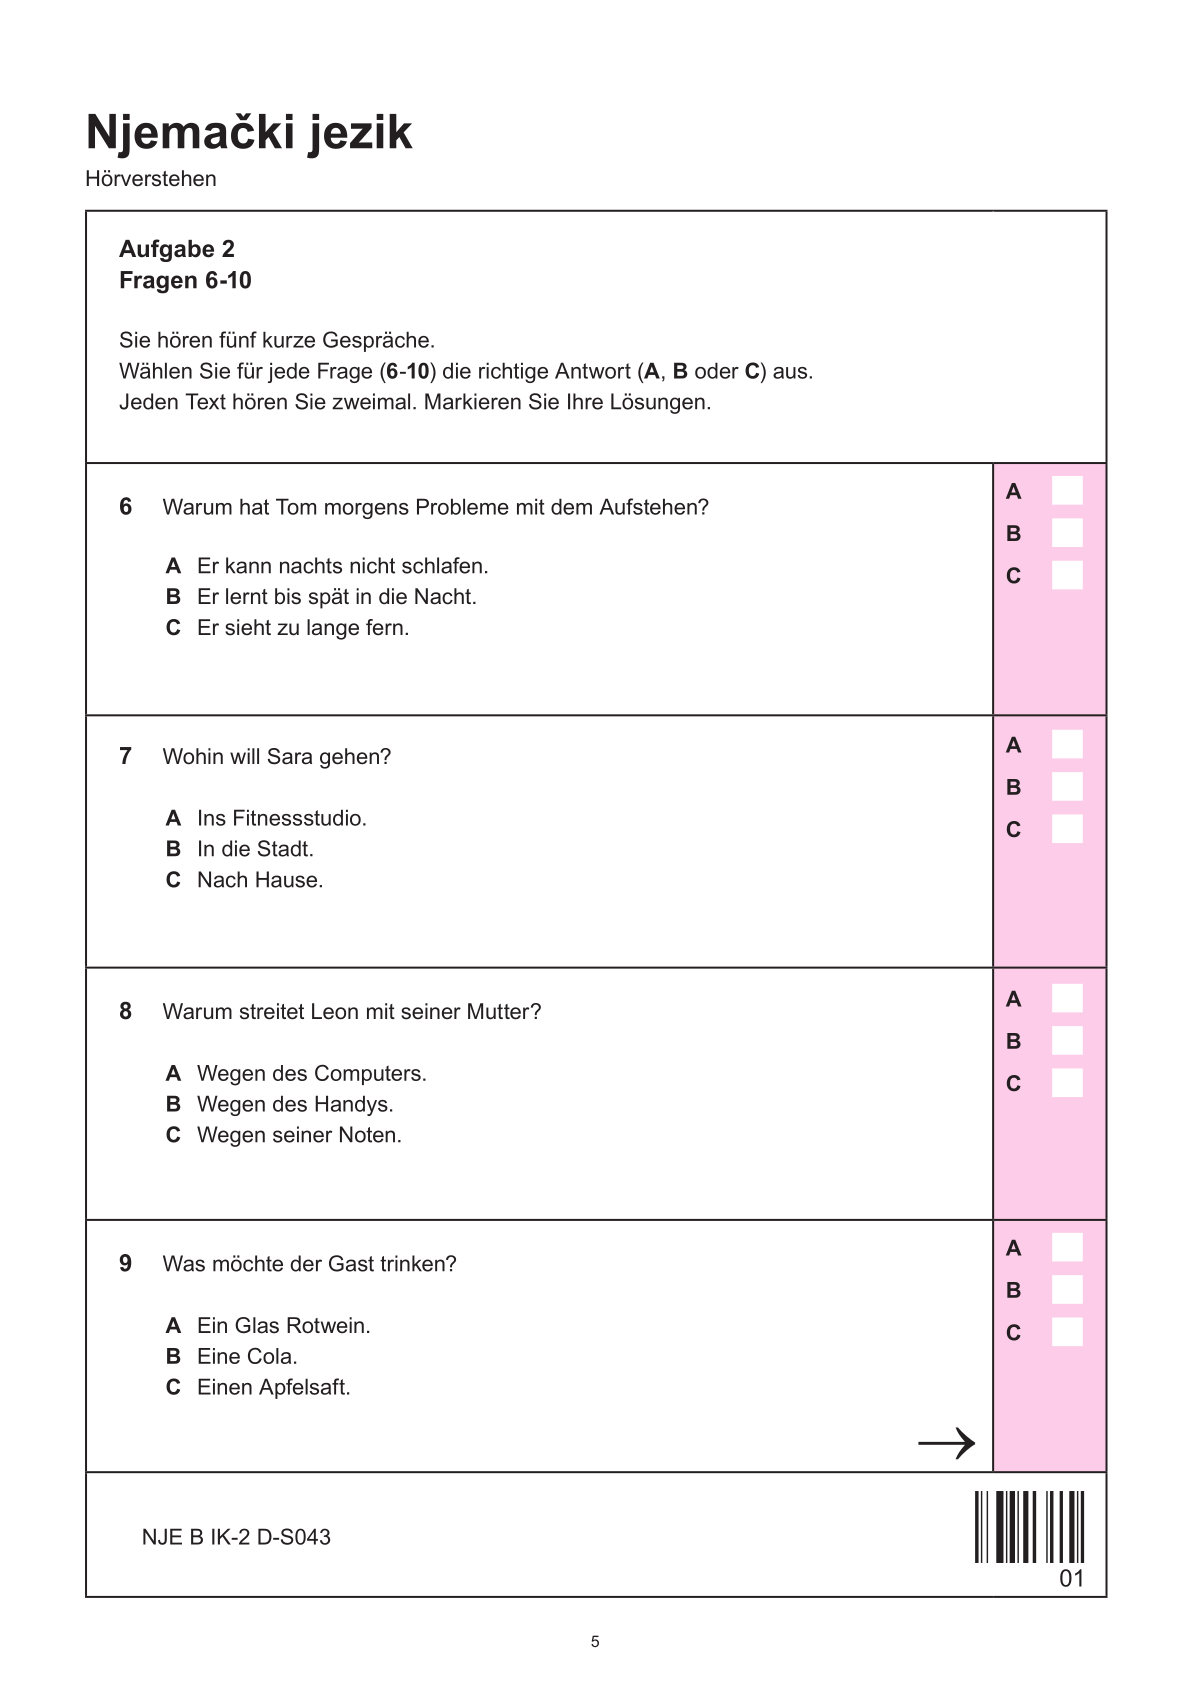 Njemački jezik
Hörverstehen
Aufgabe 2
Fragen 6-10
Sie hören fünf kurze Gespräche.
Wählen Sie für jede Frage (6-10) die richtige Antwort (A, B oder C) aus.
Jeden Text hören Sie zweimal. Markieren Sie Ihre Lösungen.
6 Warum hat Tom morgens Probleme mit dem Aufstehen?
A Er kann nachts nicht schlafen.
B Er lernt bis spät in die Nacht.
C Er sieht zu lange fern.
A
B
C
7 Wohin will Sara gehen?
A Ins Fitnessstudio.
B In die Stadt.
C Nach Hause.
A
B
C
8 Warum streitet Leon mit seiner Mutter?
A Wegen des Computers.
B Wegen des Handys.
C Wegen seiner Noten.
A
B
C
9 Was möchte der Gast trinken?
A Ein Glas Rotwein.
B Eine Cola.
C Einen Apfelsaft.
A
B
C
NJE B IK-2 D-S043
01
5